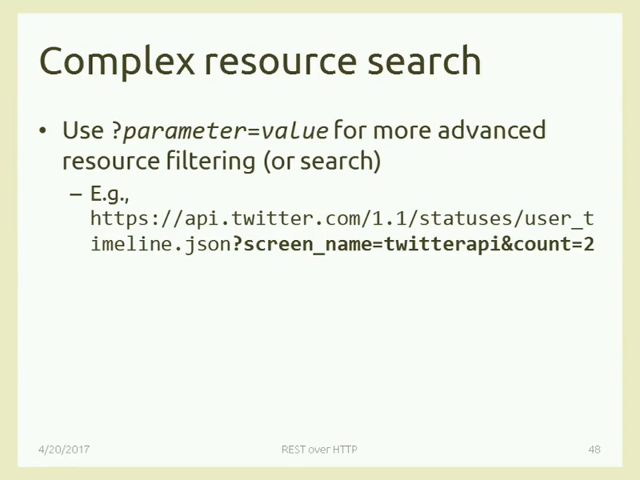 Complex resource search
• Use ?parameter=value for more advanced
resource filtering (or search)
– E.g.,
https://api.twitter.com/1.1/statuses/user_t
imeline.json?screen_name=twitterapi&count=2
4/20/2017
REST over HTTP
48